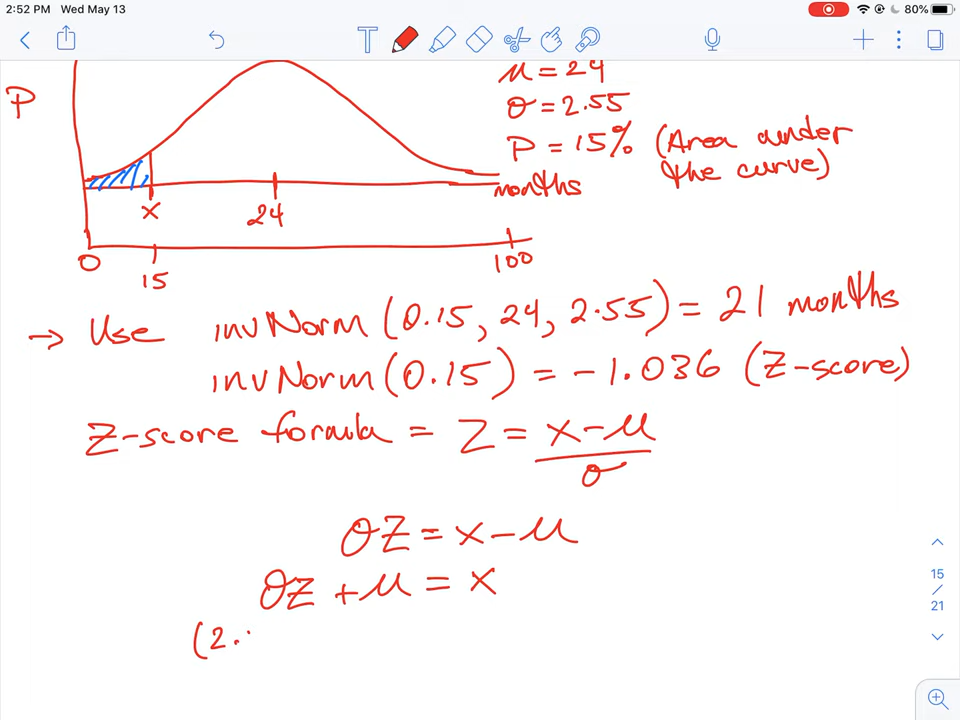 2:52 PM Wed May 13
80%
T
P
μ = 24
σ = 2.55
P = 15% (Area under the curve)
months
x
24
0
15
100
→ Use invNorm (0.15, 24, 2.55) = 21 months
invNorm (0.15) = -1.036 (Z-score)
Z-score formula = Z = x-μ
σ
σZ = x-μ
σZ + μ = x
(2.
15
/
21